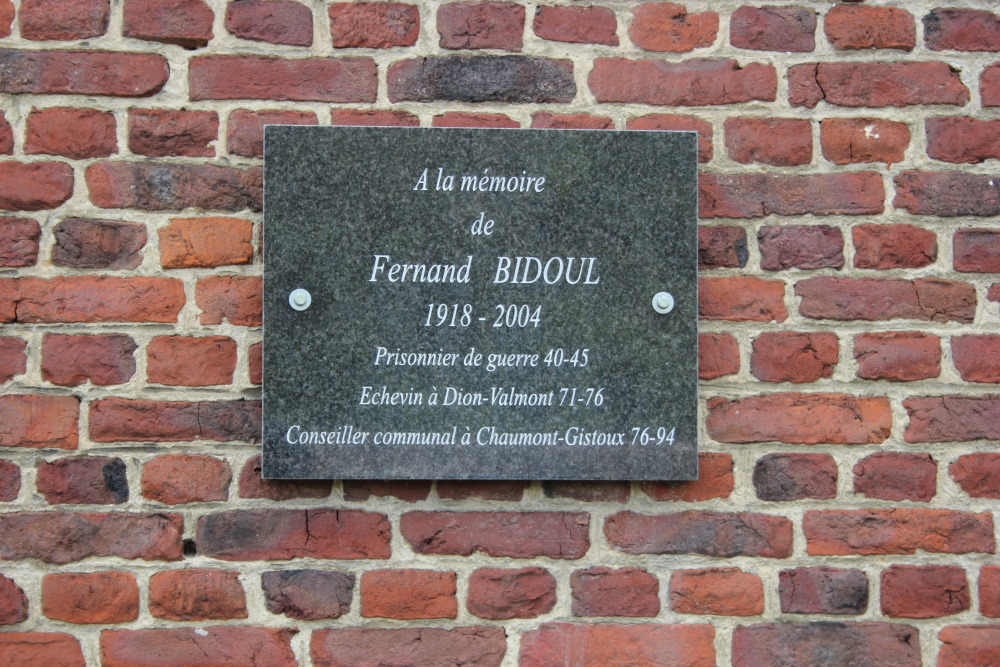 A la mémoire
de
Fernand BIDOUL
1918 - 2004
Prisonnier de guerre 40-45
Echevin à Dion-Valmont 71-76
Conseiller communal à Chaumont-Gistoux 76-94